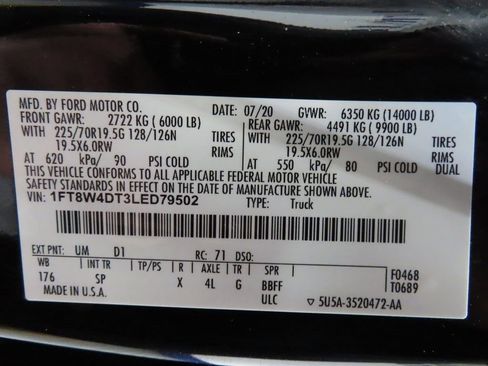 MFD. BY FORD MOTOR CO. DATE: 07/20 GVWR: 6350 KG (14000 LB)
FRONT GAWR: 2722 KG (6000 LB) REAR GAWR: 4491 KG (9900 LB)
WITH 225/70R19.5G 128/126N TIRES WITH 225/70R19.5G 128/126N TIRES
19.5X6.0RW RIMS 19.5X6.0RW RIMS
AT 620 kPa/ 90 PSI COLD AT 550 kPa/ 80 PSI COLD DUAL
THIS VEHICLE CONFORMS TO ALL APPLICABLE FEDERAL MOTOR VEHICLE
SAFETY STANDARDS IN EFFECT ON THE DATE OF MANUFACTURE SHOWN ABOVE.
VIN: 1FT8W4DT3LED79502 TYPE: Truck
EXT PNT: UM D1 RC: 71 DSO: F0468
WB INT TR TP/PS R AXLE TR SPR T0689
176 SP X 4L G BBFF
MADE IN U.S.A. ULC ▽ 5U5A-3520472-AA